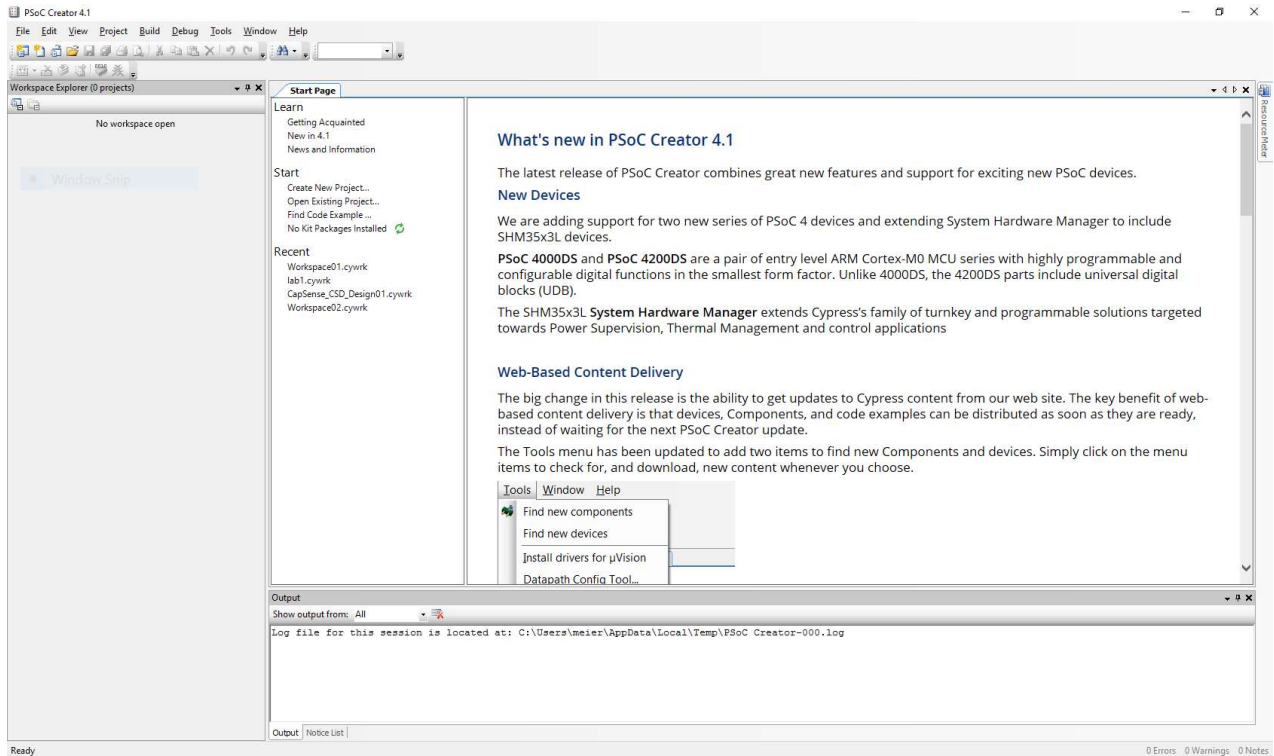 PSoC Creator 4.1
File Edit View Project Build Debug Tools Window Help
Workspace Explorer (0 projects)
No workspace open
Window Snip
Start Page
Learn
Getting Acquainted
New in 4.1
News and Information
Start
Create New Project...
Open Existing Project...
Find Code Example ...
No Kit Packages Installed
Recent
Workspace01.cywrk
lab1.cywrk
CapSense_CSD_Design01.cywrk
Workspace02.cywrk
What's new in PSoC Creator 4.1
The latest release of PSoC Creator combines great new features and support for exciting new PSoC devices.
New Devices
We are adding support for two new series of PSoC 4 devices and extending System Hardware Manager to include
SHM35x3L devices.
PSoC 4000DS and PSoC 4200DS are a pair of entry level ARM Cortex-M0 MCU series with highly programmable and
configurable digital functions in the smallest form factor. Unlike 4000DS, the 4200DS parts include universal digital
blocks (UDB).
The SHM35x3L System Hardware Manager extends Cypress's family of turnkey and programmable solutions targeted
towards Power Supervision, Thermal Management and control applications
Web-Based Content Delivery
The big change in this release is the ability to get updates to Cypress content from our web site. The key benefit of web-
based content delivery is that devices, Components, and code examples can be distributed as soon as they are ready,
instead of waiting for the next PSoC Creator update.
The Tools menu has been updated to add two items to find new Components and devices. Simply click on the menu
items to check for, and download, new content whenever you choose.
Tools Window Help
Find new components
Find new devices
Install drivers for µVision
Datapath Config Tool...
Resource Meter
Output
Show output from: All
Log file for this session is located at: C:\Users\meier\AppData\Local\Temp\PSoC Creator-000.log
Output Notice List
Ready
0 Errors 0 Warnings 0 Notes